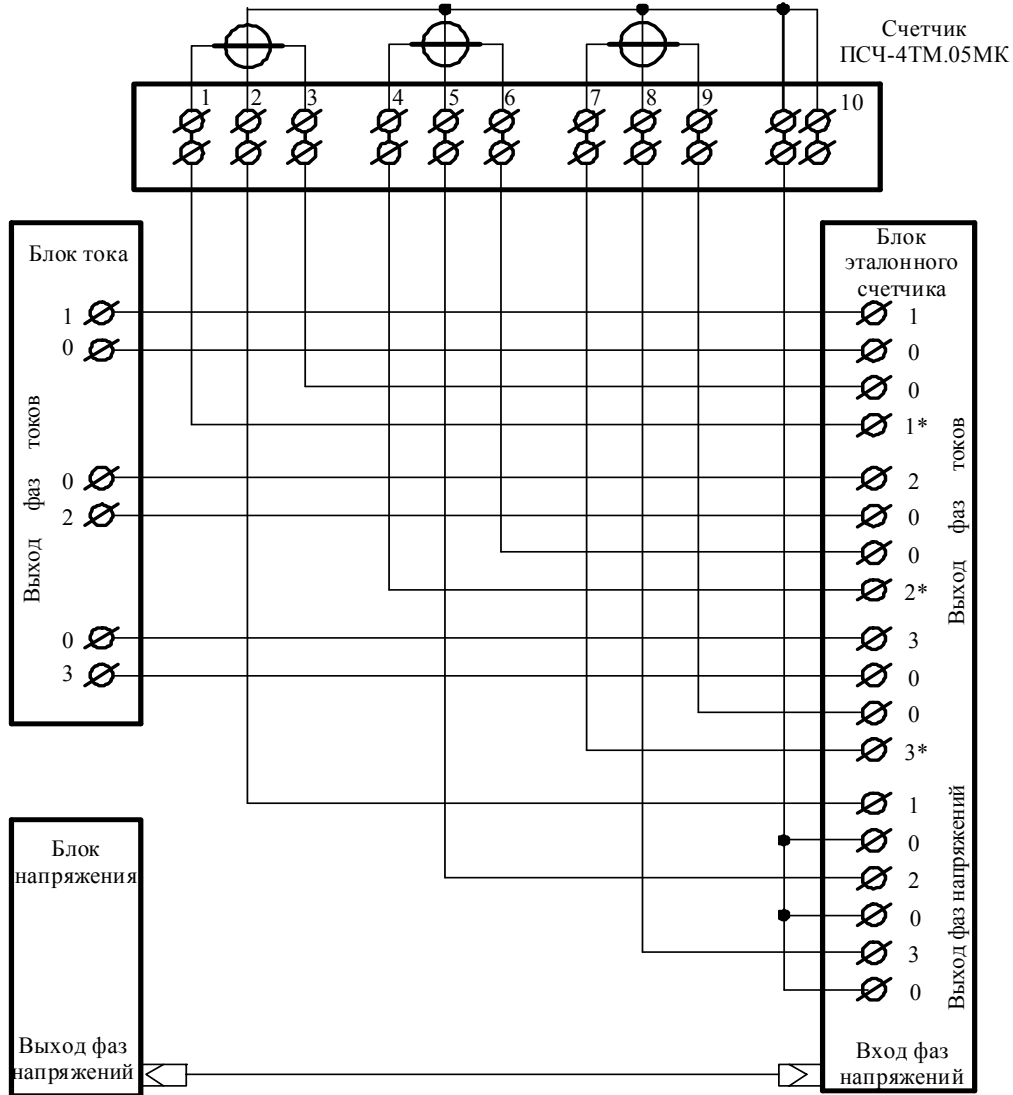 Счетчик
ПСЧ-4ТМ.05МК
1 2 3 4 5 6 7 8 9 10
Блок тока
1
0
0
2
0
3
Выход фаз токов
Блок
эталонного
счетчика
1
0
0
1*
2
0
0
2*
3
0
0
3*
Выход фаз токов
1
0
2
0
3
0
Выход фаз напряжений
Вход фаз
напряжений
Блок
напряжения
Выход фаз
напряжений